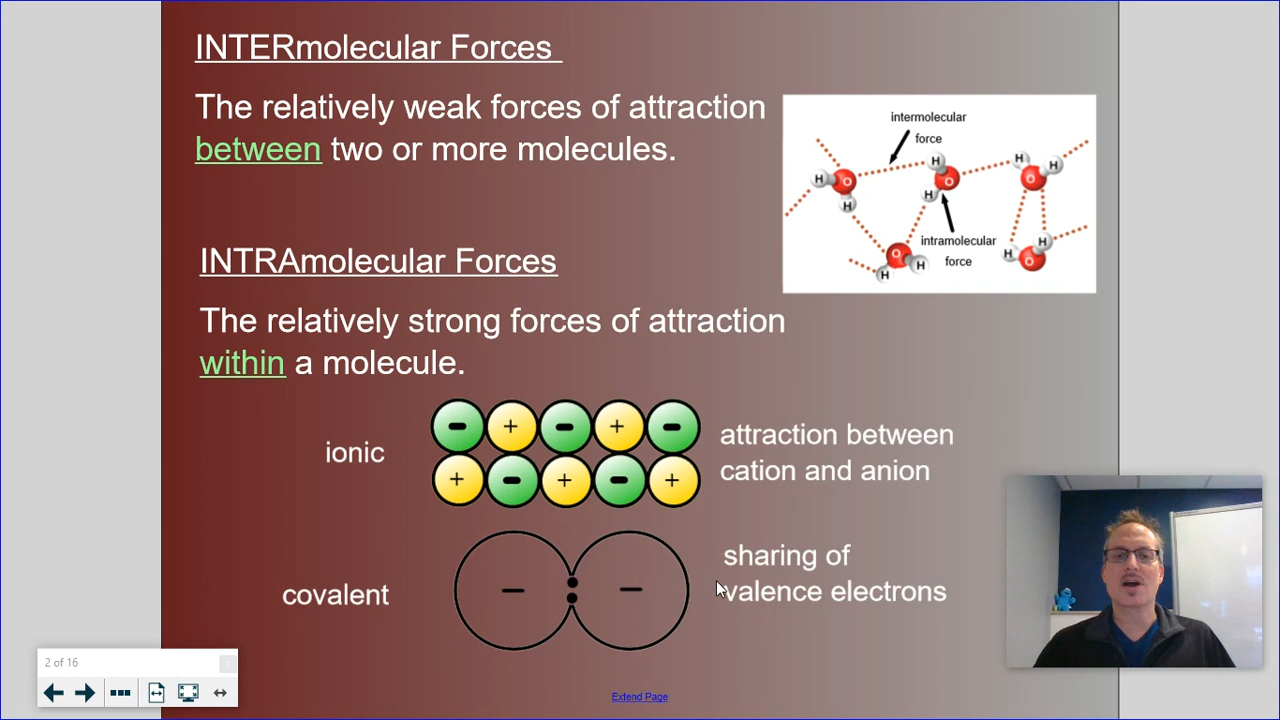 INTERmolecular Forces
The relatively weak forces of attraction
between two or more molecules.
intermolecular
force
H
H
H
H
O
H
O
O
H
H
intramolecular
force
O
H
H
H
H
O
INTRAmolecular Forces
The relatively strong forces of attraction
within a molecule.
ionic
- + - + -
+ - + - +
attraction between
cation and anion
covalent
– –
sharing of
valence electrons
2 of 16
Extend Page